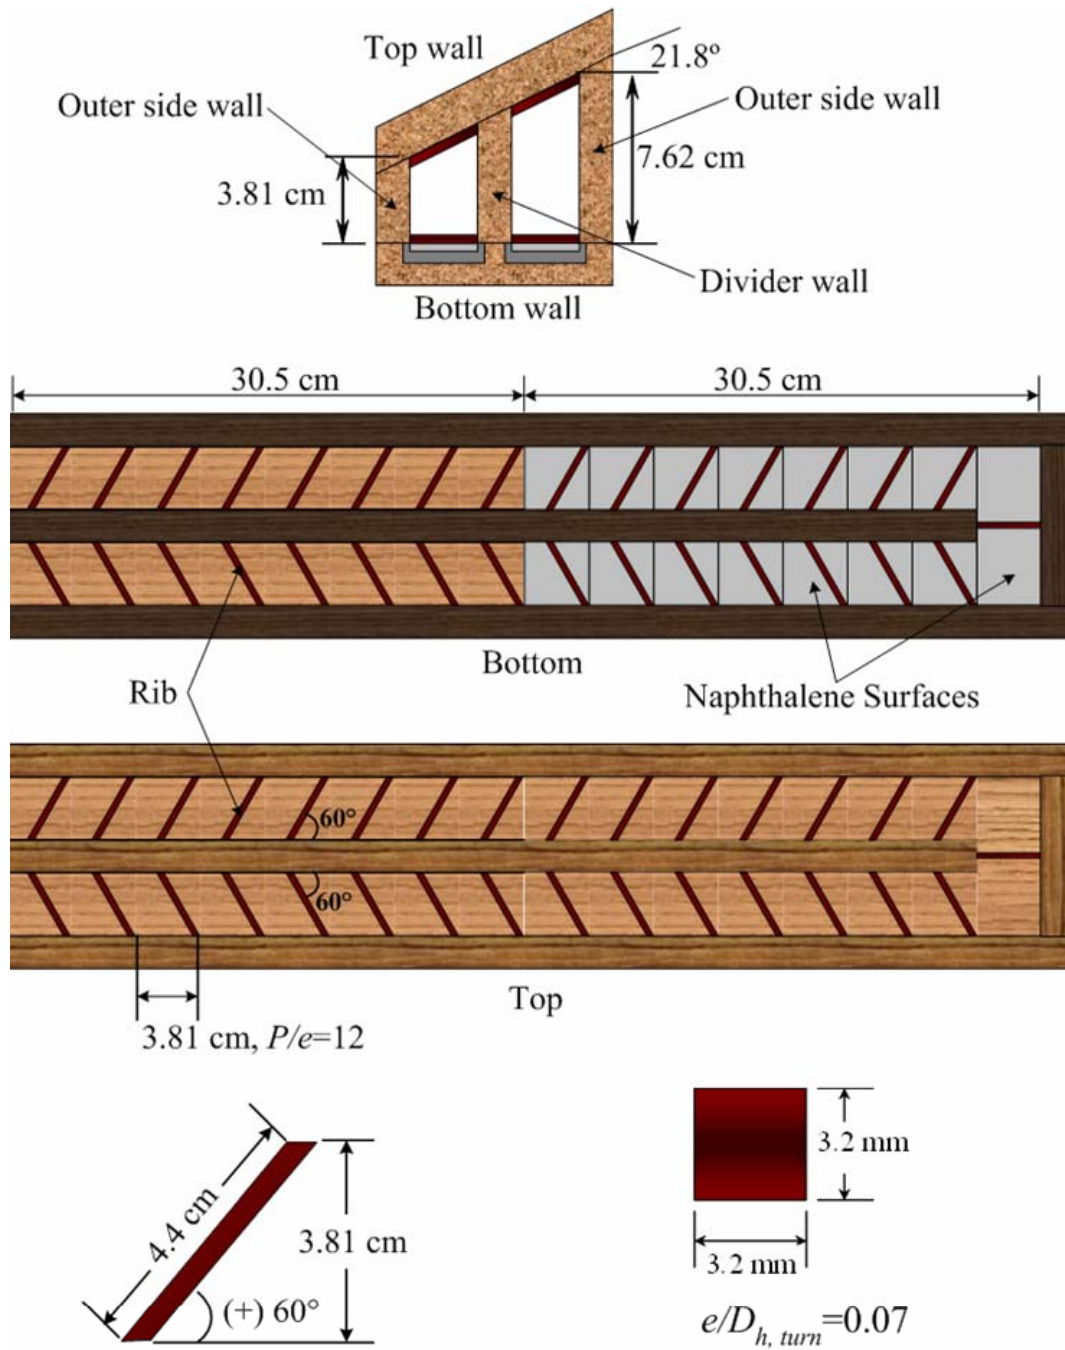 Top wall
21.8º
Outer side wall
Outer side wall
7.62 cm
3.81 cm
Divider wall
Bottom wall
30.5 cm
30.5 cm
Bottom
Rib
Naphthalene Surfaces
60°
60°
Top
3.81 cm, P/e=12
4.4 cm
3.81 cm
(+) 60°
3.2 mm
3.2 mm
e/Dh, turn=0.07